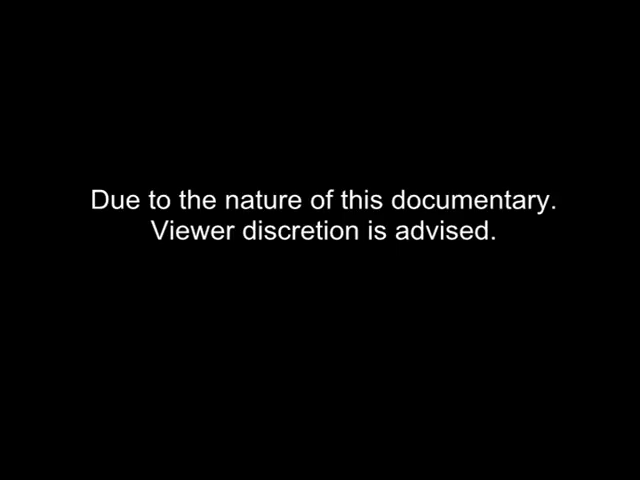 Due to the nature of this documentary.
Viewer discretion is advised.